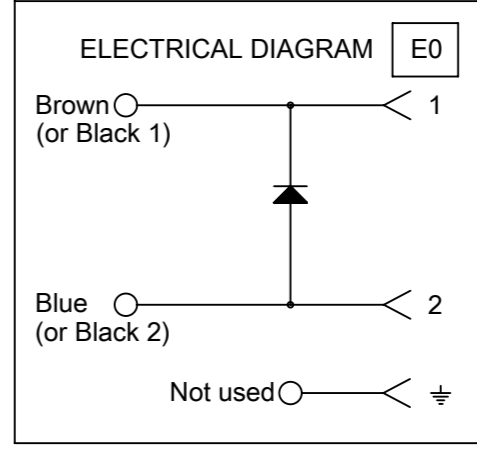 ELECTRICAL DIAGRAM E0
Brown 1
(or Black 1)
Blue 2
(or Black 2)
Not used